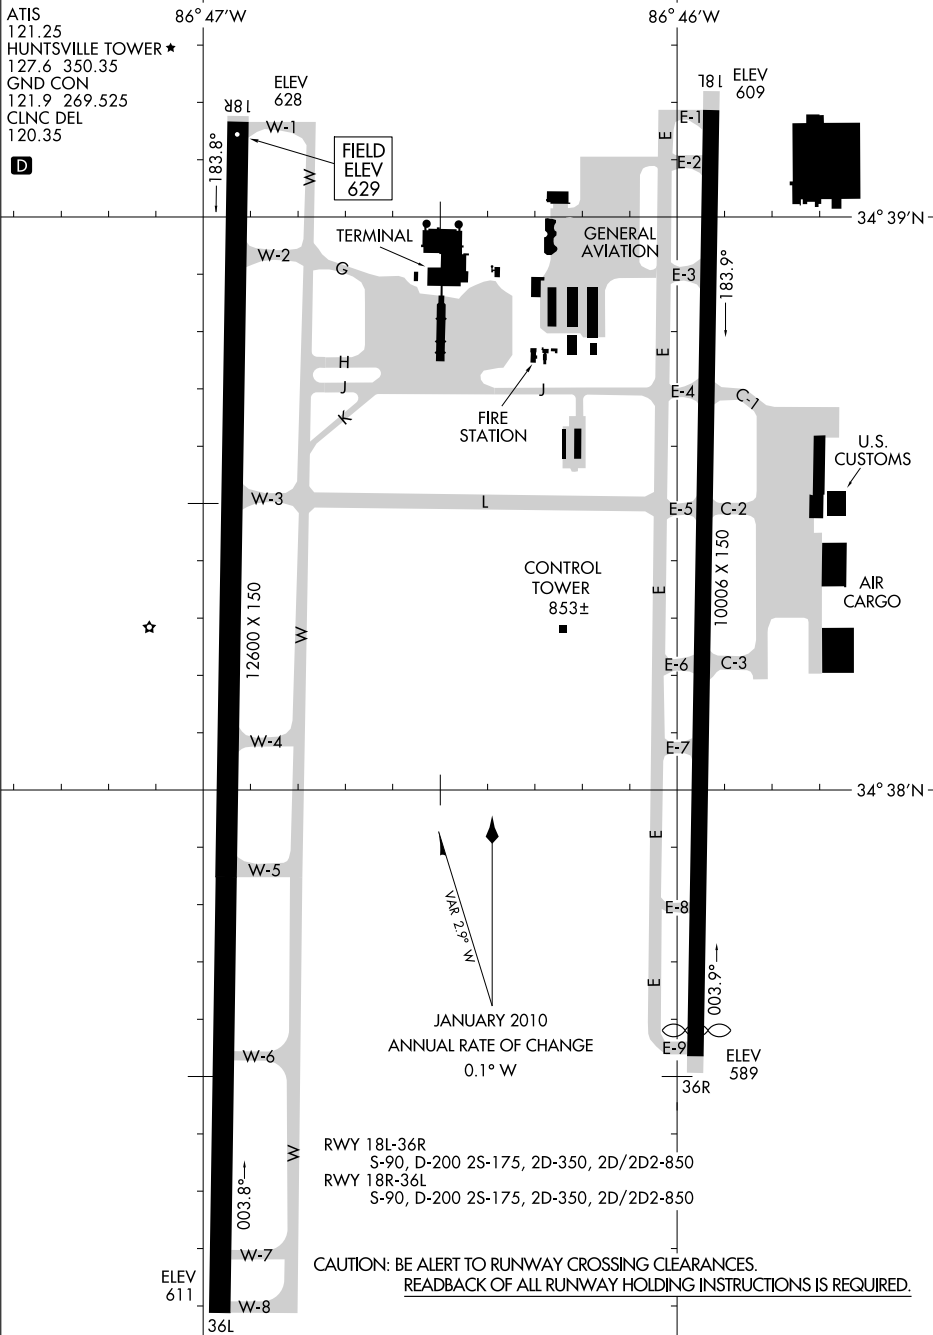 ATIS
121.25
HUNTSVILLE TOWER
127.6 350.35
GND CON
121.9 269.525
CLNC DEL
120.35
D
86°47'W
86°46'W
18R
ELEV
628
W-1
183.8°
FIELD
ELEV
629
W
18L
ELEV
609
E-1
E
E-2
34°39'N
TERMINAL
GENERAL
AVIATION
W-2
G
E-3
183.9°
H
J
K
E
J
E-4
C-1
FIRE
STATION
U.S.
CUSTOMS
W-3
L
E-5
C-2
12600 X 150
10006 X 150
CONTROL
TOWER
853±
E
AIR
CARGO
W
E-6
C-3
W-4
E-7
34°38'N
E
W-5
VAR 2.9° W
E-8
E
003.9°
JANUARY 2010
ANNUAL RATE OF CHANGE
0.1° W
E-9
ELEV
589
W-6
36R
W
RWY 18L-36R
S-90, D-200 2S-175, 2D-350, 2D/2D2-850
RWY 18R-36L
S-90, D-200 2S-175, 2D-350, 2D/2D2-850
003.8°
W-7
CAUTION: BE ALERT TO RUNWAY CROSSING CLEARANCES.
READBACK OF ALL RUNWAY HOLDING INSTRUCTIONS IS REQUIRED.
ELEV
611
W-8
36L